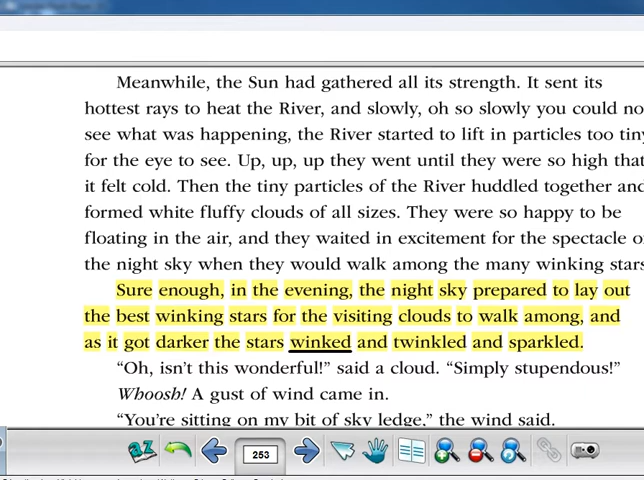 Meanwhile, the Sun had gathered all its strength. It sent its
hottest rays to heat the River, and slowly, oh so slowly you could no
see what was happening, the River started to lift in particles too tiny
for the eye to see. Up, up, up they went until they were so high that
it felt cold. Then the tiny particles of the River huddled together and
formed white fluffy clouds of all sizes. They were so happy to be
floating in the air, and they waited in excitement for the spectacle o
the night sky when they would walk among the many winking stars
Sure enough, in the evening, the night sky prepared to lay out
the best winking stars for the visiting clouds to walk among, and
as it got darker the stars winked and twinkled and sparkled.
“Oh, isn’t this wonderful!” said a cloud. “Simply stupendous!”
Whoosh! A gust of wind came in.
“You’re sitting on my bit of sky ledge,” the wind said.
az
253